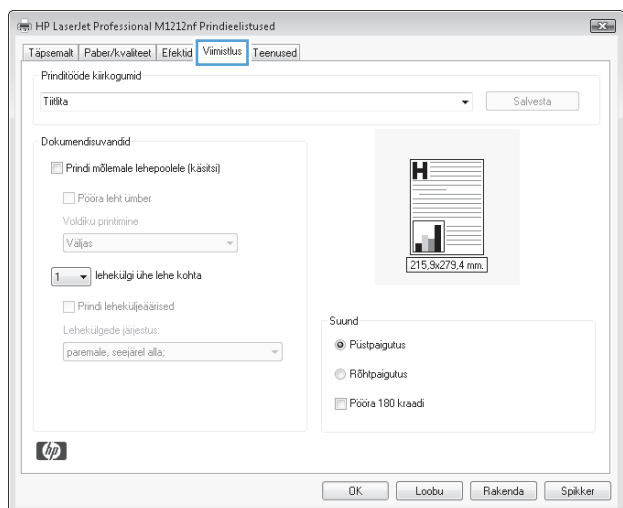 HP LaserJet Professional M1212nf Prindieelistused
Täpsemalt Paber/kvaliteet Efektid Viimistlus Teenused
Prinditööde kiirkogumid
Tiitlita
Salvesta
Dokumendisuvandid
Prindi mõlemale lehepoolele (käsitsi)
Pööra leht ümber
Voldiku printimine
Väljas
1 lehekülgi ühe lehe kohta
Prindi leheküljeäärised
Lehekülgede järjestus:
paremale, seejärel alla;
H
215,9x279,4 mm.
Suund
Püstpaigutus
Rõhtpaigutus
Pööra 180 kraadi
hp
OK Loobu Rakenda Spikker